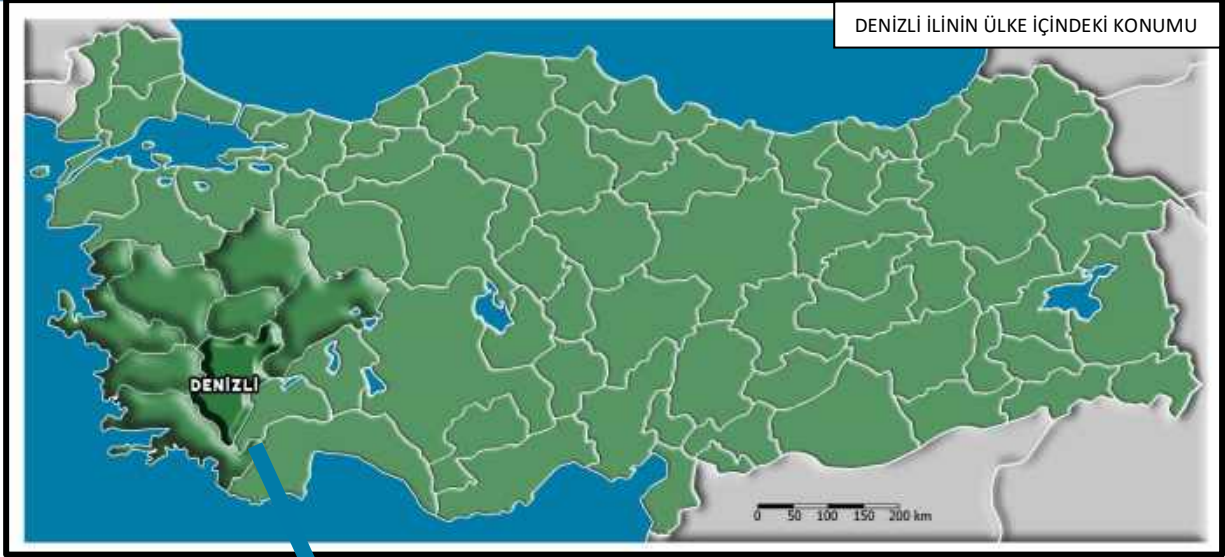 DENİZLİ İLİNİN ÜLKE İÇİNDEKİ KONUMU
DENİZLİ
0 50 100 150 200 km